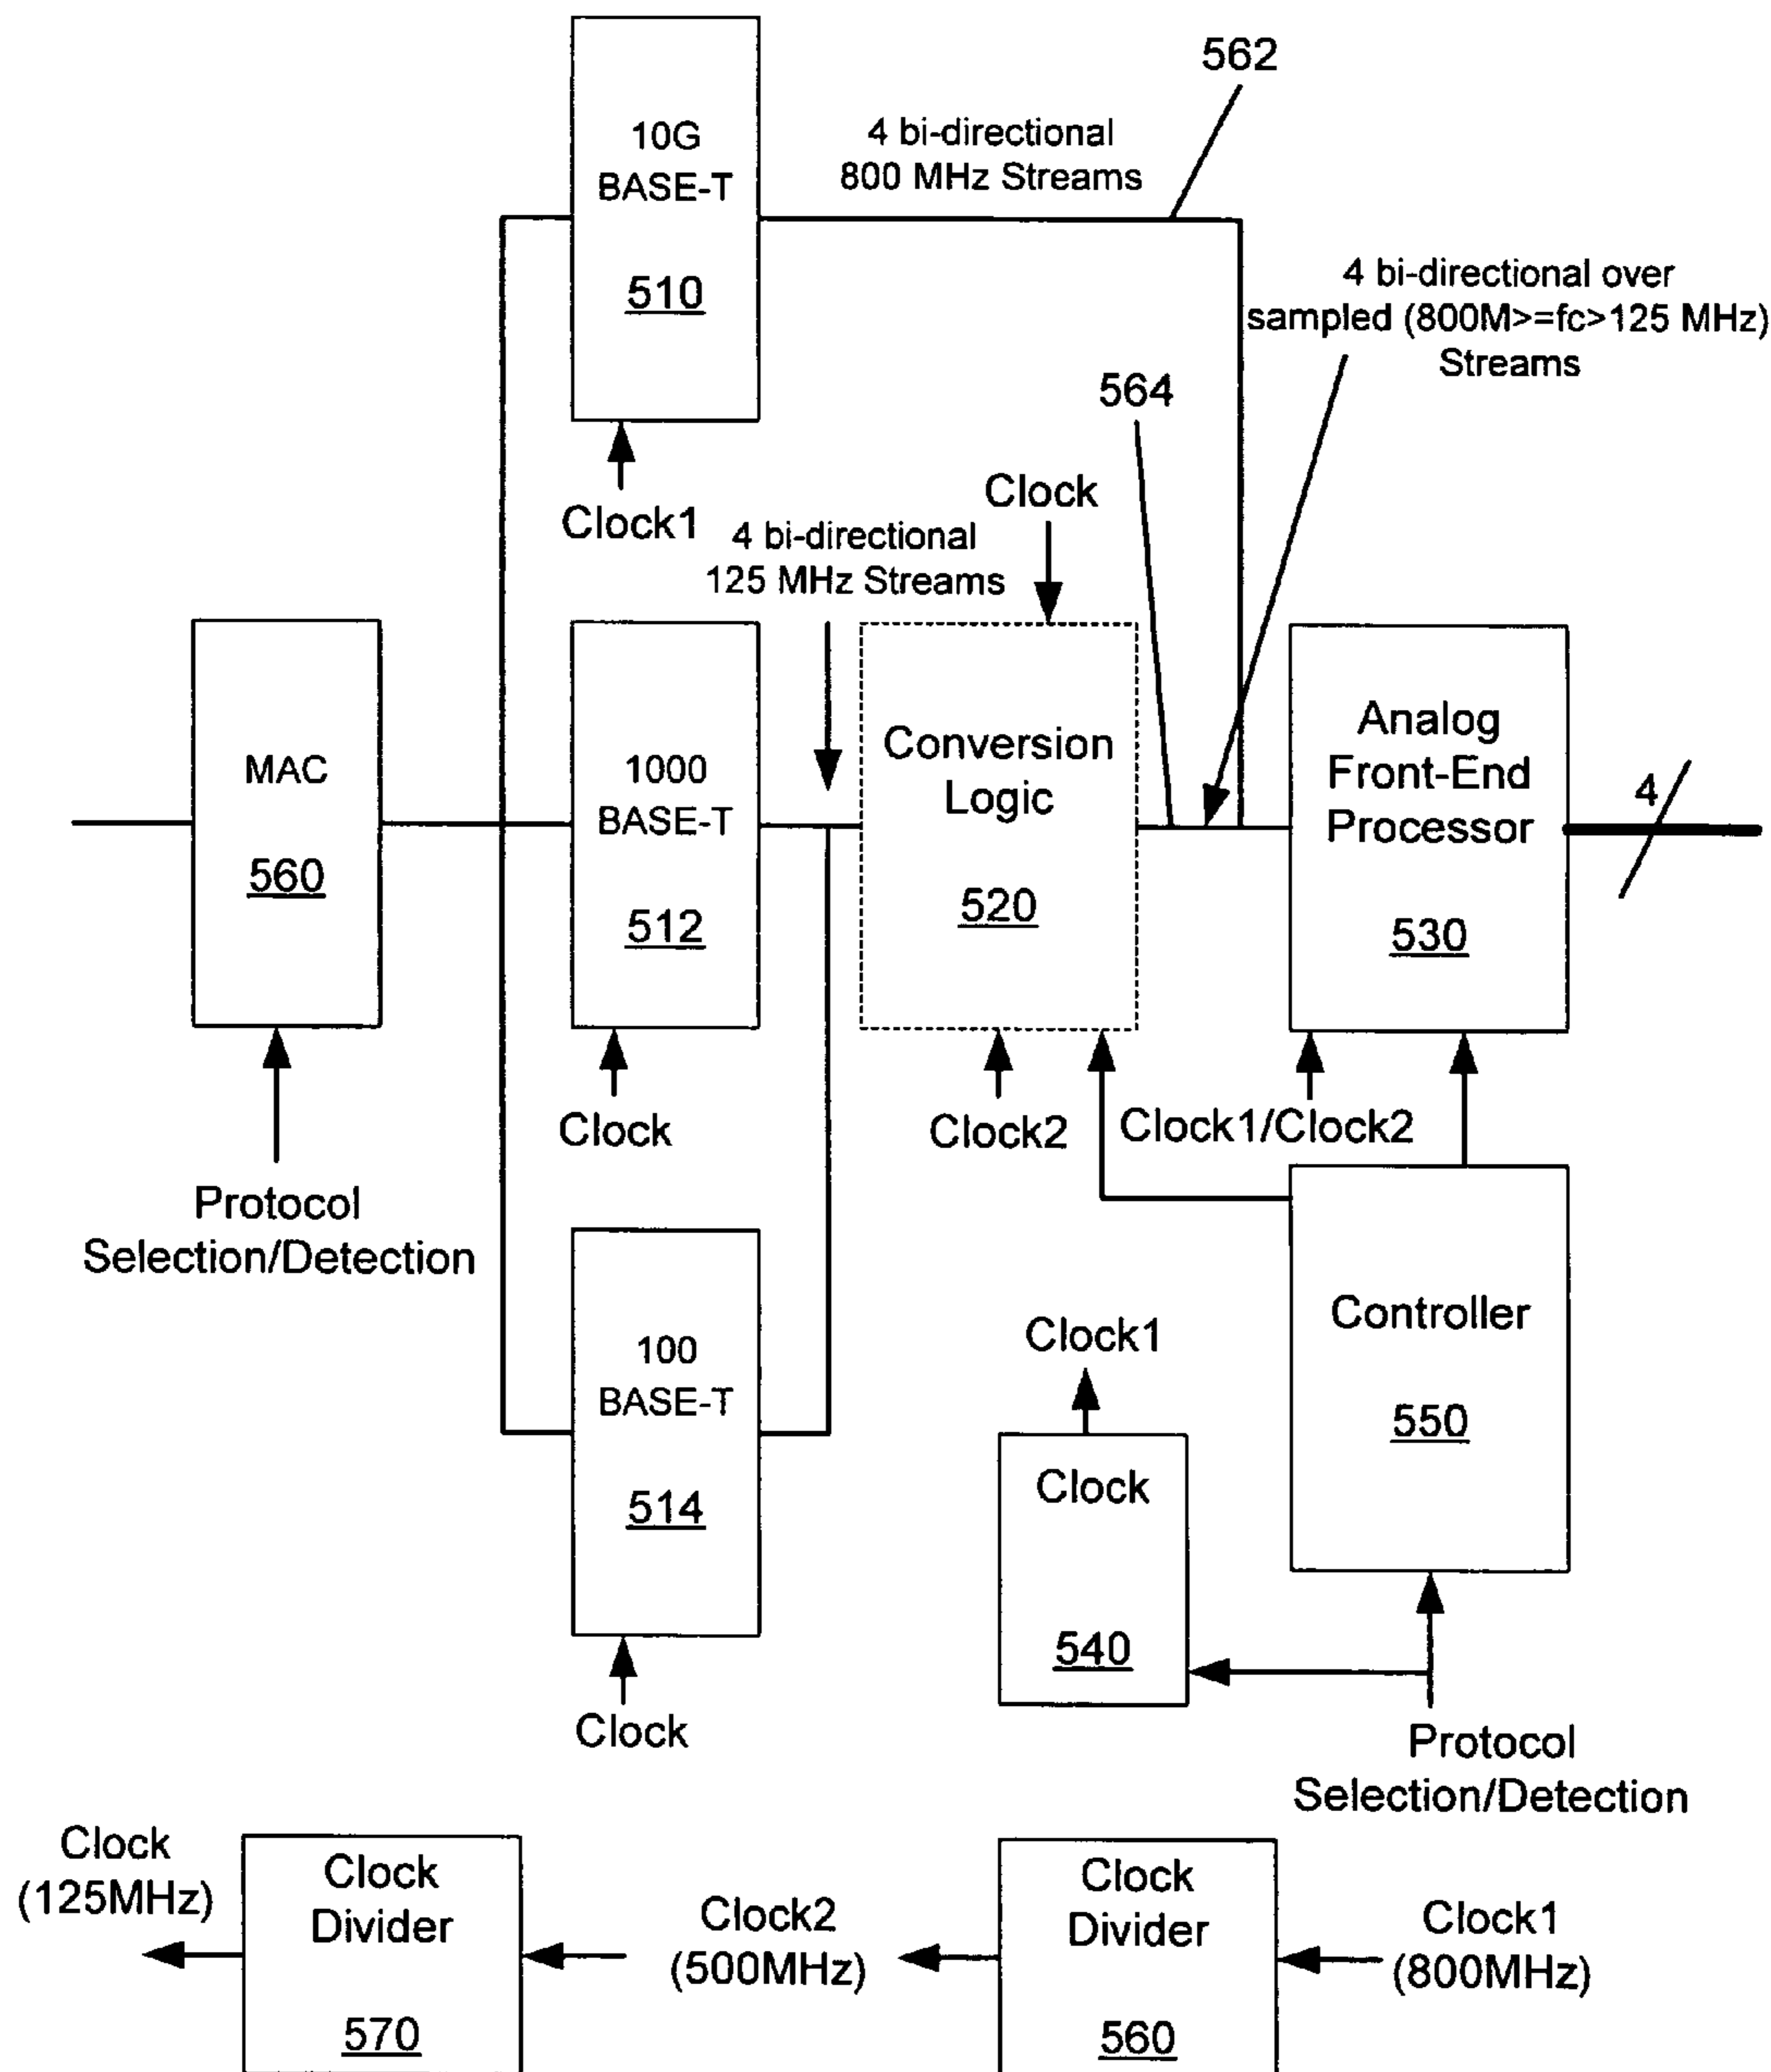 562
10G
BASE-T
510
4 bi-directional
800 MHz Streams
4 bi-directional over
sampled (800M>=fc>125 MHz)
Streams
564
Clock1
Clock
4 bi-directional
125 MHz Streams
MAC
560
1000
BASE-T
512
Conversion
Logic
520
Analog
Front-End
Processor
530
4
Clock
Clock2
Clock1/Clock2
Protocol
Selection/Detection
100
BASE-T
514
Clock
Clock1
Clock
540
Controller
550
Protocol
Selection/Detection
Clock
(125MHz)
Clock
Divider
570
Clock2
(500MHz)
Clock
Divider
560
Clock1
(800MHz)